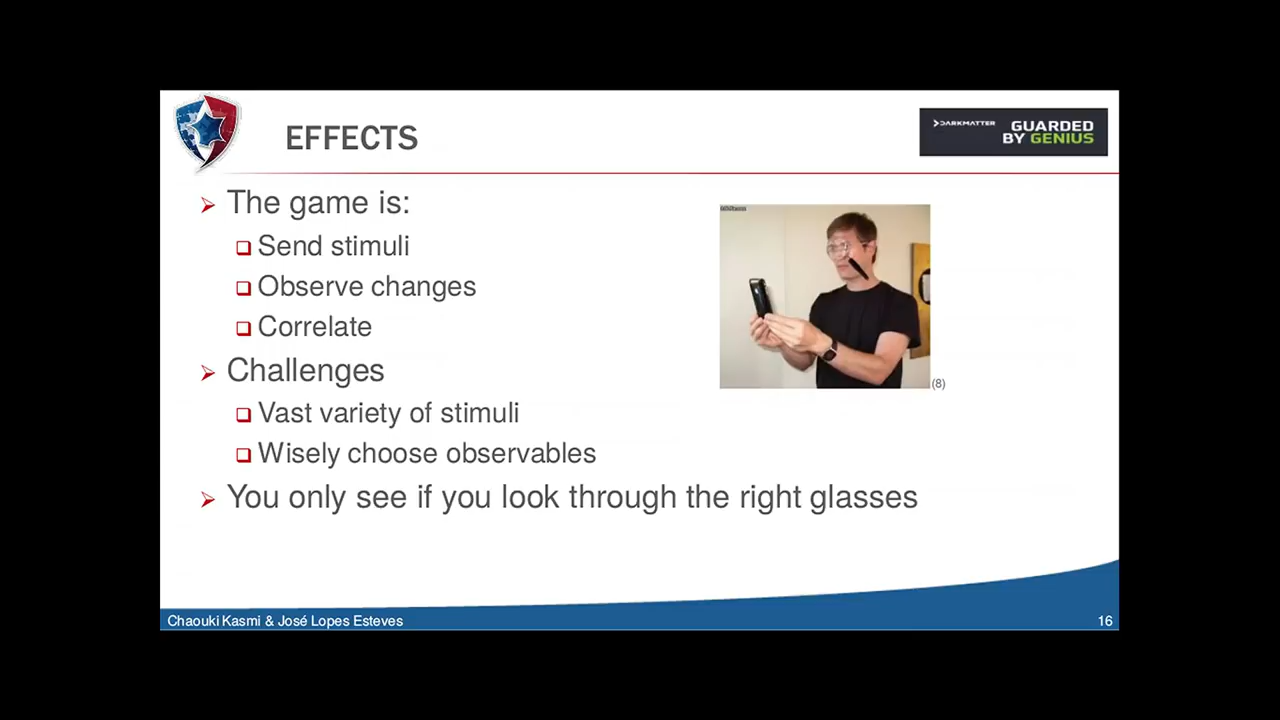 EFFECTS
DARKMATTER
GUARDED
BY GENIUS
The game is:
Send stimuli
Observe changes
Correlate
(8)
Challenges
Vast variety of stimuli
Wisely choose observables
You only see if you look through the right glasses
Chaouki Kasmi & José Lopes Esteves
16